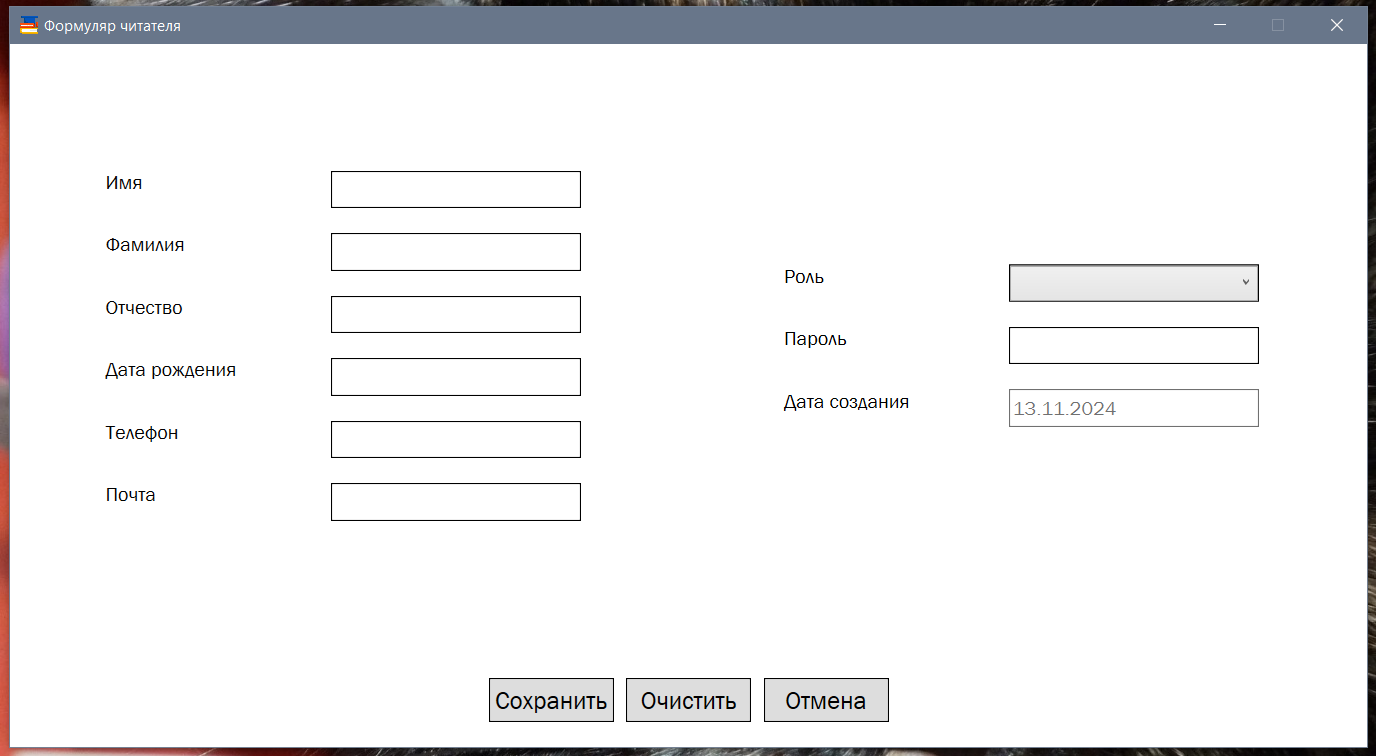 Формуляр читателя
Имя
Фамилия
Отчество
Дата рождения
Телефон
Почта
Роль
Пароль
Дата создания 13.11.2024
Сохранить Очистить Отмена